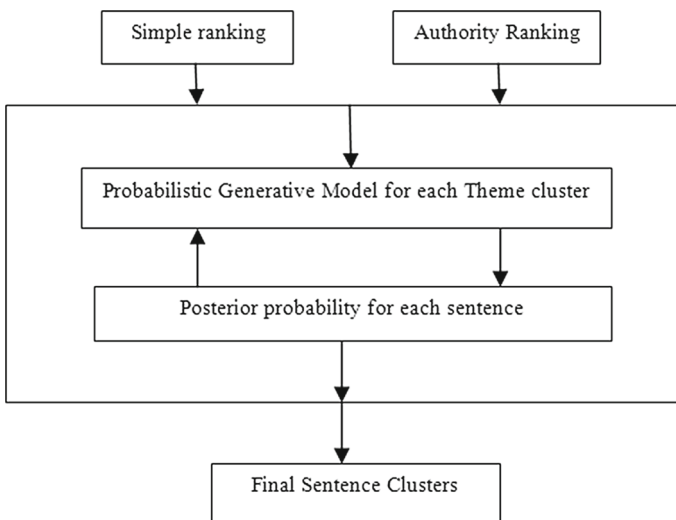 Simple ranking
Authority Ranking
Probabilistic Generative Model for each Theme cluster
Posterior probability for each sentence
Final Sentence Clusters